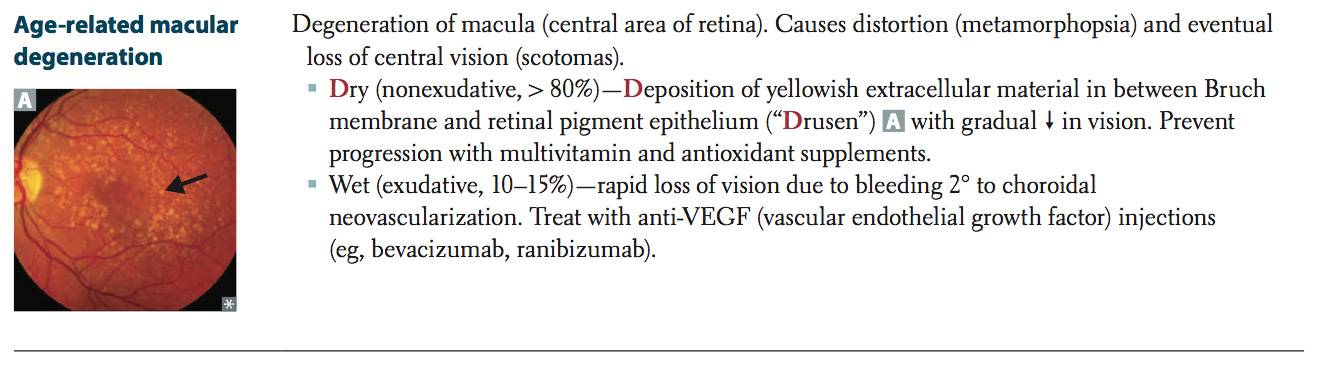 Age-related macular
degeneration
A
*
Degeneration of macula (central area of retina). Causes distortion (metamorphopsia) and eventual
loss of central vision (scotomas).
▪ Dry (nonexudative, > 80%)—Deposition of yellowish extracellular material in between Bruch
membrane and retinal pigment epithelium (“Drusen”) A with gradual ↓ in vision. Prevent
progression with multivitamin and antioxidant supplements.
▪ Wet (exudative, 10–15%)—rapid loss of vision due to bleeding 2° to choroidal
neovascularization. Treat with anti-VEGF (vascular endothelial growth factor) injections
(eg, bevacizumab, ranibizumab).